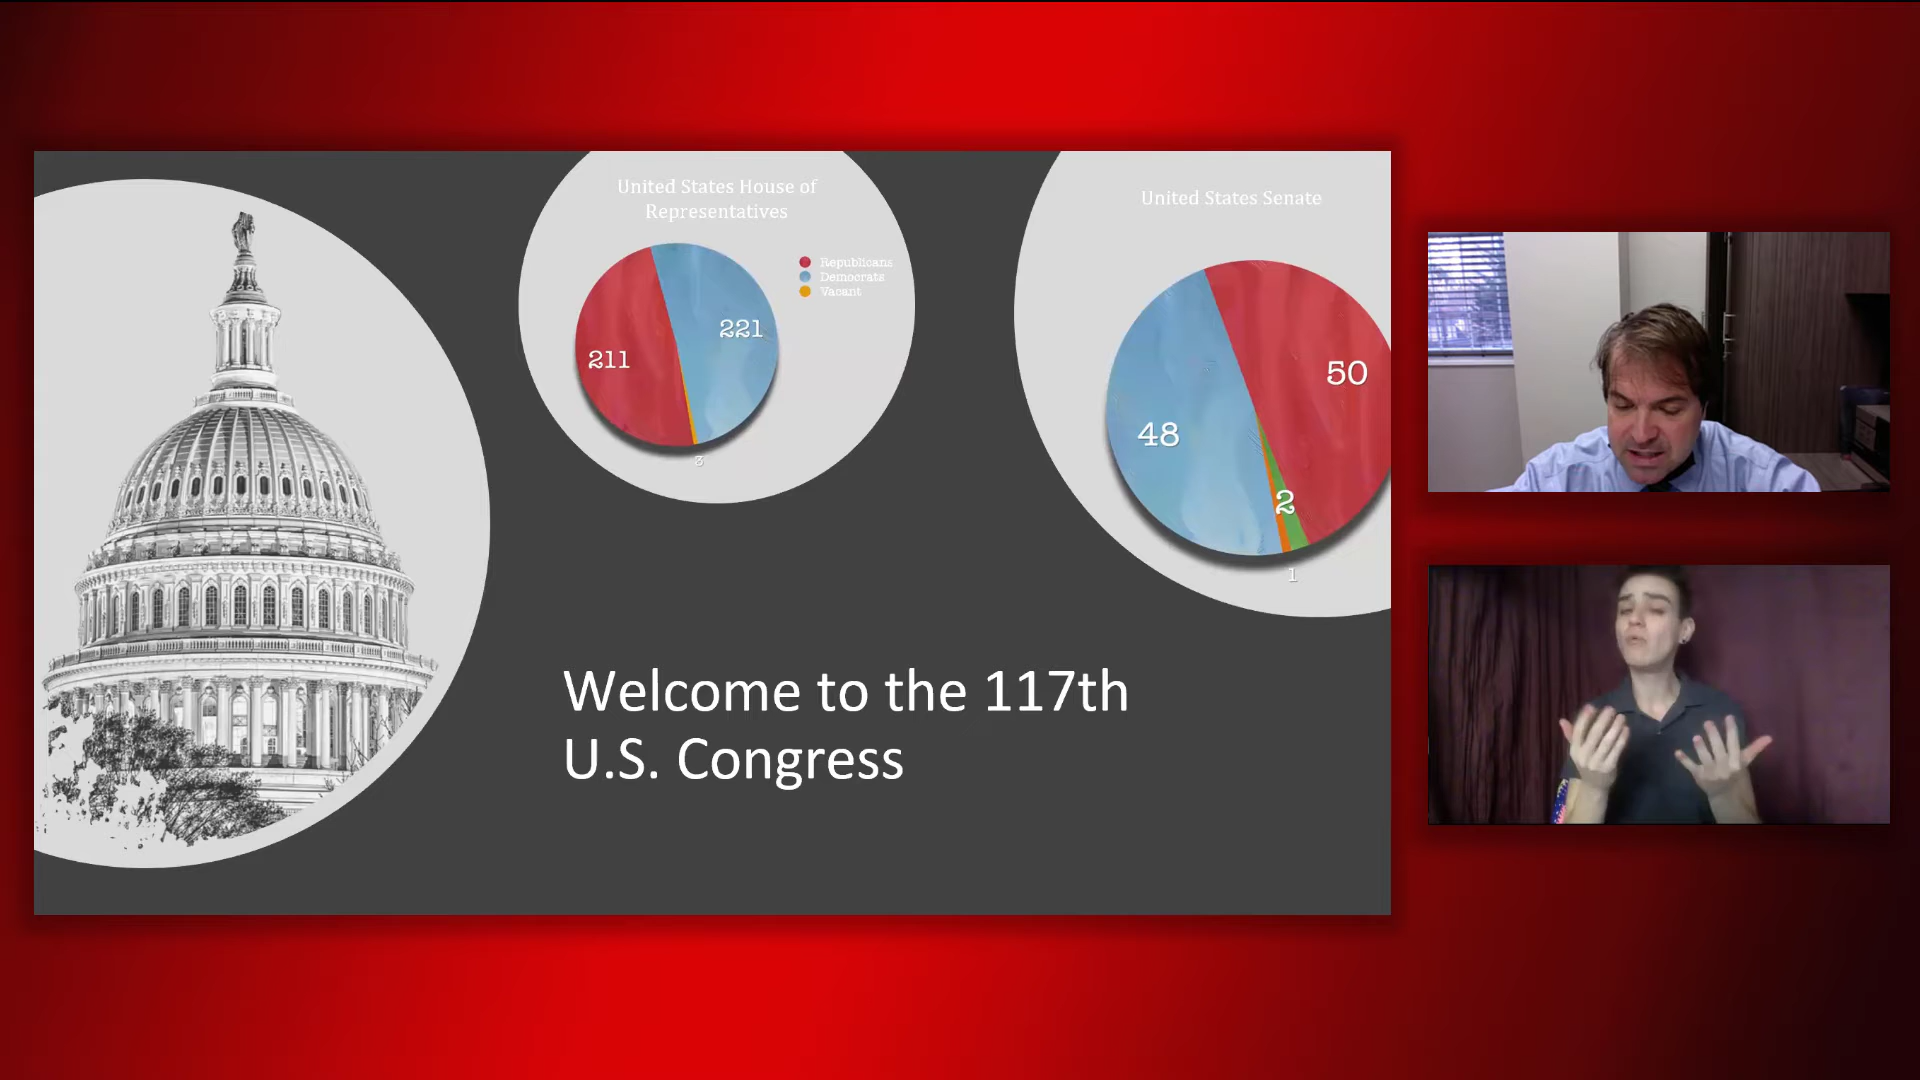 United States House of
Representatives
Republicans
Democrats
Vacant
211
221
3
United States Senate
50
48
2
1
Welcome to the 117th
U.S. Congress